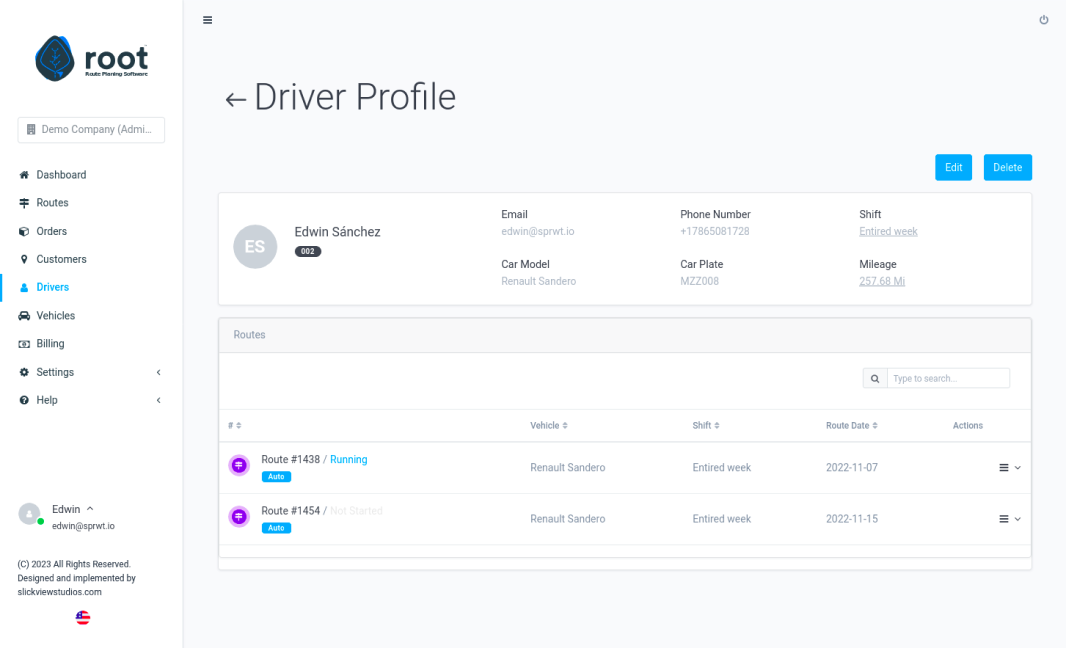 root
Route Planing Software
Demo Company (Admi...
Dashboard
Routes
Orders
Customers
Drivers
Vehicles
Billing
Settings
Help
Edwin
edwin@sprwt.io
(C) 2023 All Rights Reserved.
Designed and implemented by
slickviewstudios.com
Driver Profile
Edit Delete
ES
Edwin Sánchez
002
Email Phone Number Shift
edwin@sprwt.io +17865081728 Entired week
Car Model Car Plate Mileage
Renault Sandero MZZ008 257.68 Mi
Routes
Type to search...
# Vehicle Shift Route Date Actions
Route #1438 / Running
Auto
Renault Sandero Entired week 2022-11-07
Route #1454 / Not Started
Auto
Renault Sandero Entired week 2022-11-15